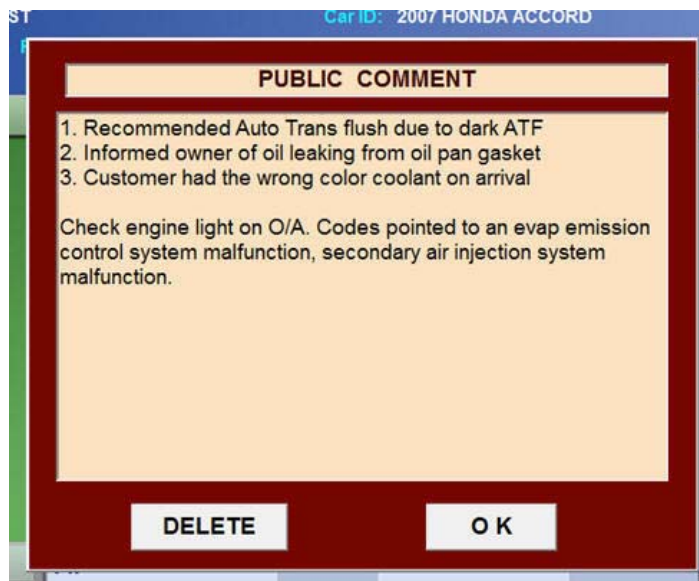 ST Car ID: 2007 HONDA ACCORD
PUBLIC COMMENT
1. Recommended Auto Trans flush due to dark ATF
2. Informed owner of oil leaking from oil pan gasket
3. Customer had the wrong color coolant on arrival
Check engine light on O/A. Codes pointed to an evap emission
control system malfunction, secondary air injection system
malfunction.
DELETE O K